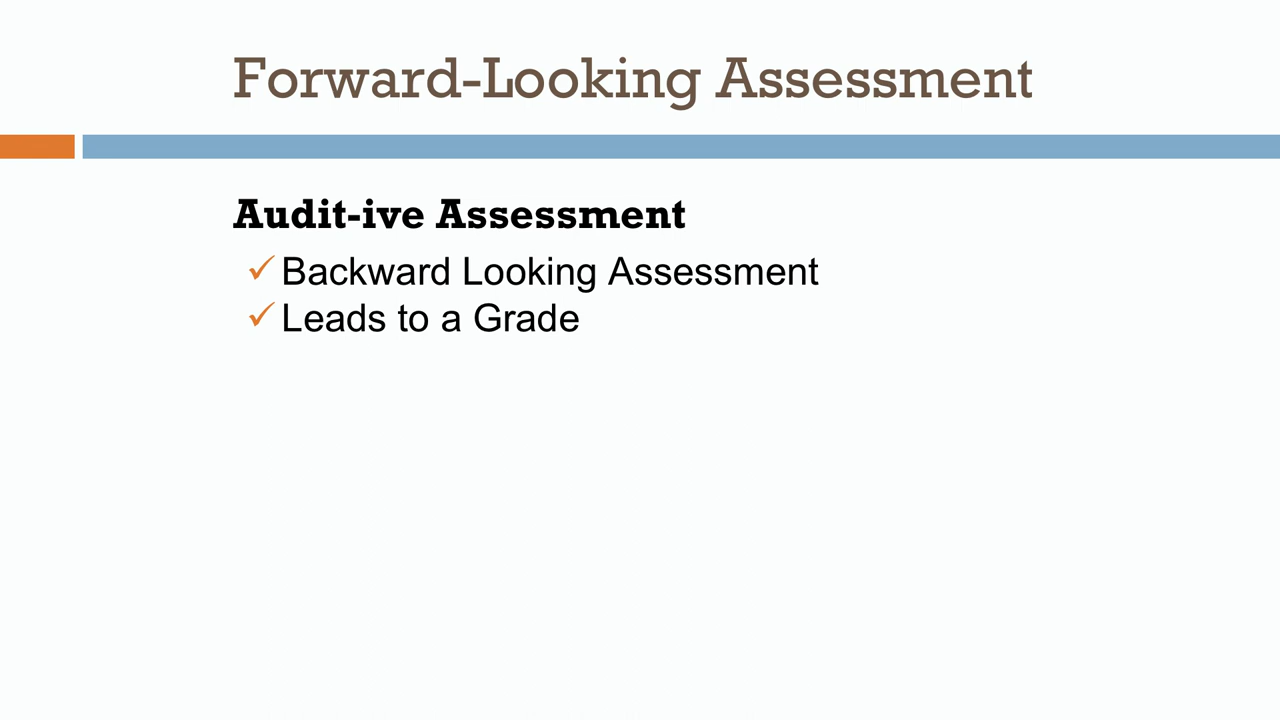 Forward-Looking Assessment
Audit-ive Assessment
✓ Backward Looking Assessment
✓ Leads to a Grade